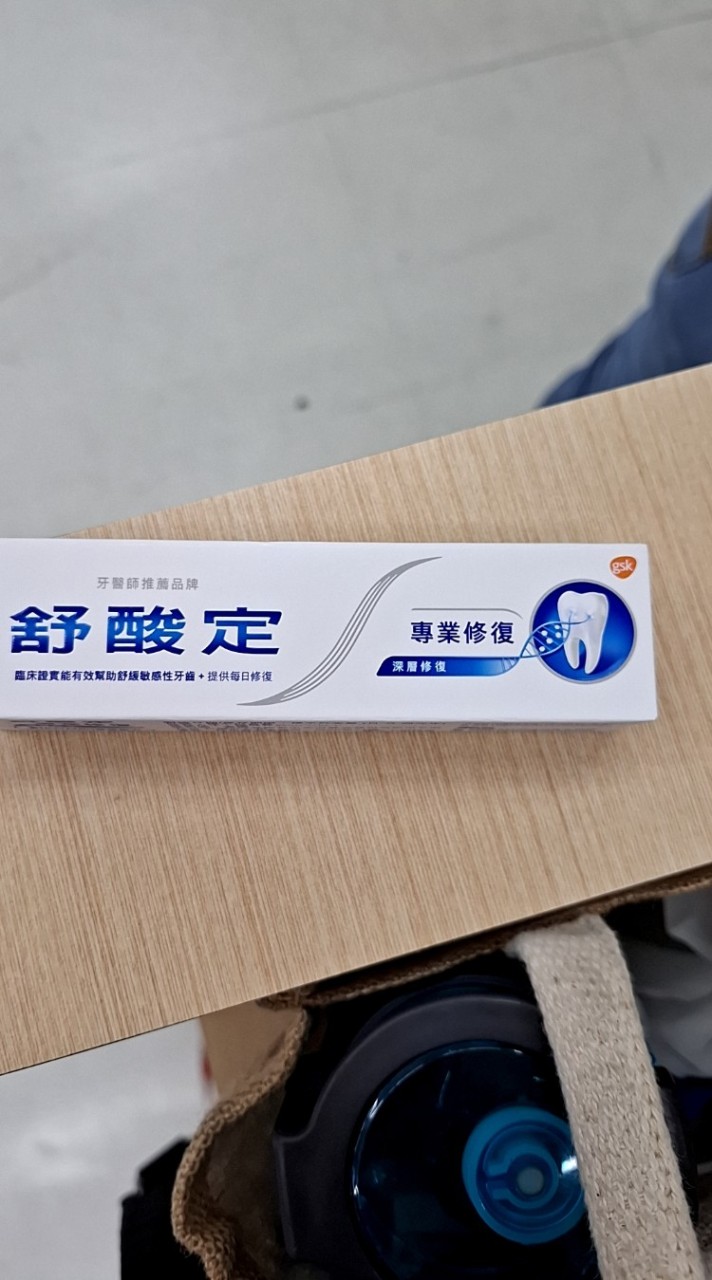 牙醫師推薦品牌
舒酸定
臨床證實能有效幫助舒緩敏感性牙齒+提供每日修復
gsk
專業修復
深層修復